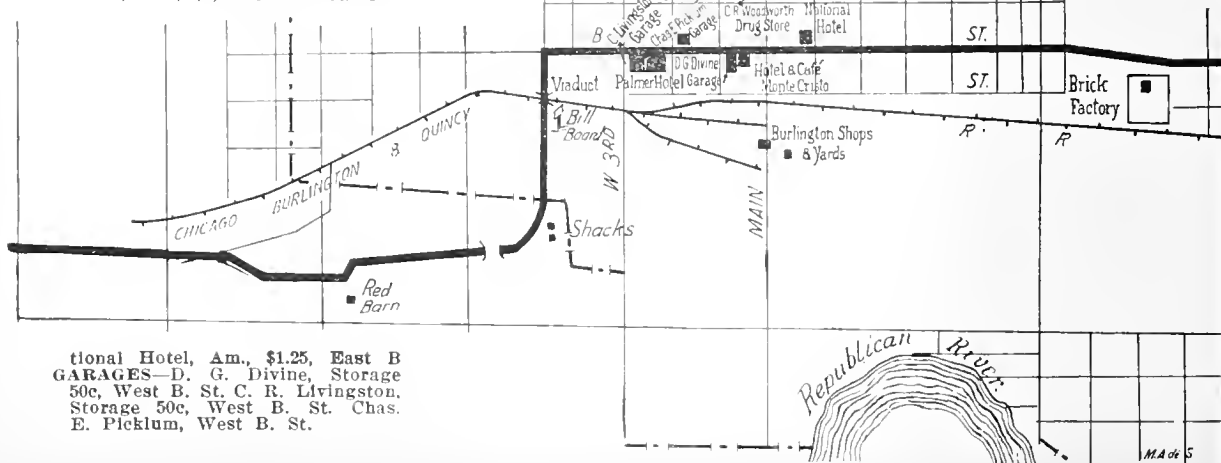 C. Livingston
Garage
Chas. E. Picklum
Garage
C.R. Woodworth
Drug Store
National
Hotel
B
ST.
Viaduct
Palmer Hotel
D G Divine
Garage
Hotel & Café
Monte Cristo
ST.
Brick
Factory
Bill
Board
CHICAGO BURLINGTON & QUINCY
R. R
W 3RD
Burlington Shops
& Yards
MAIN
Shacks
Red
Barn
tional Hotel, Am., $1.25, East B
GARAGES—D. G. Divine, Storage
50c, West B. St. C. R. Livingston,
Storage 50c, West B. St. Chas.
E. Picklum, West B. St.
Republican River.
M.A de S